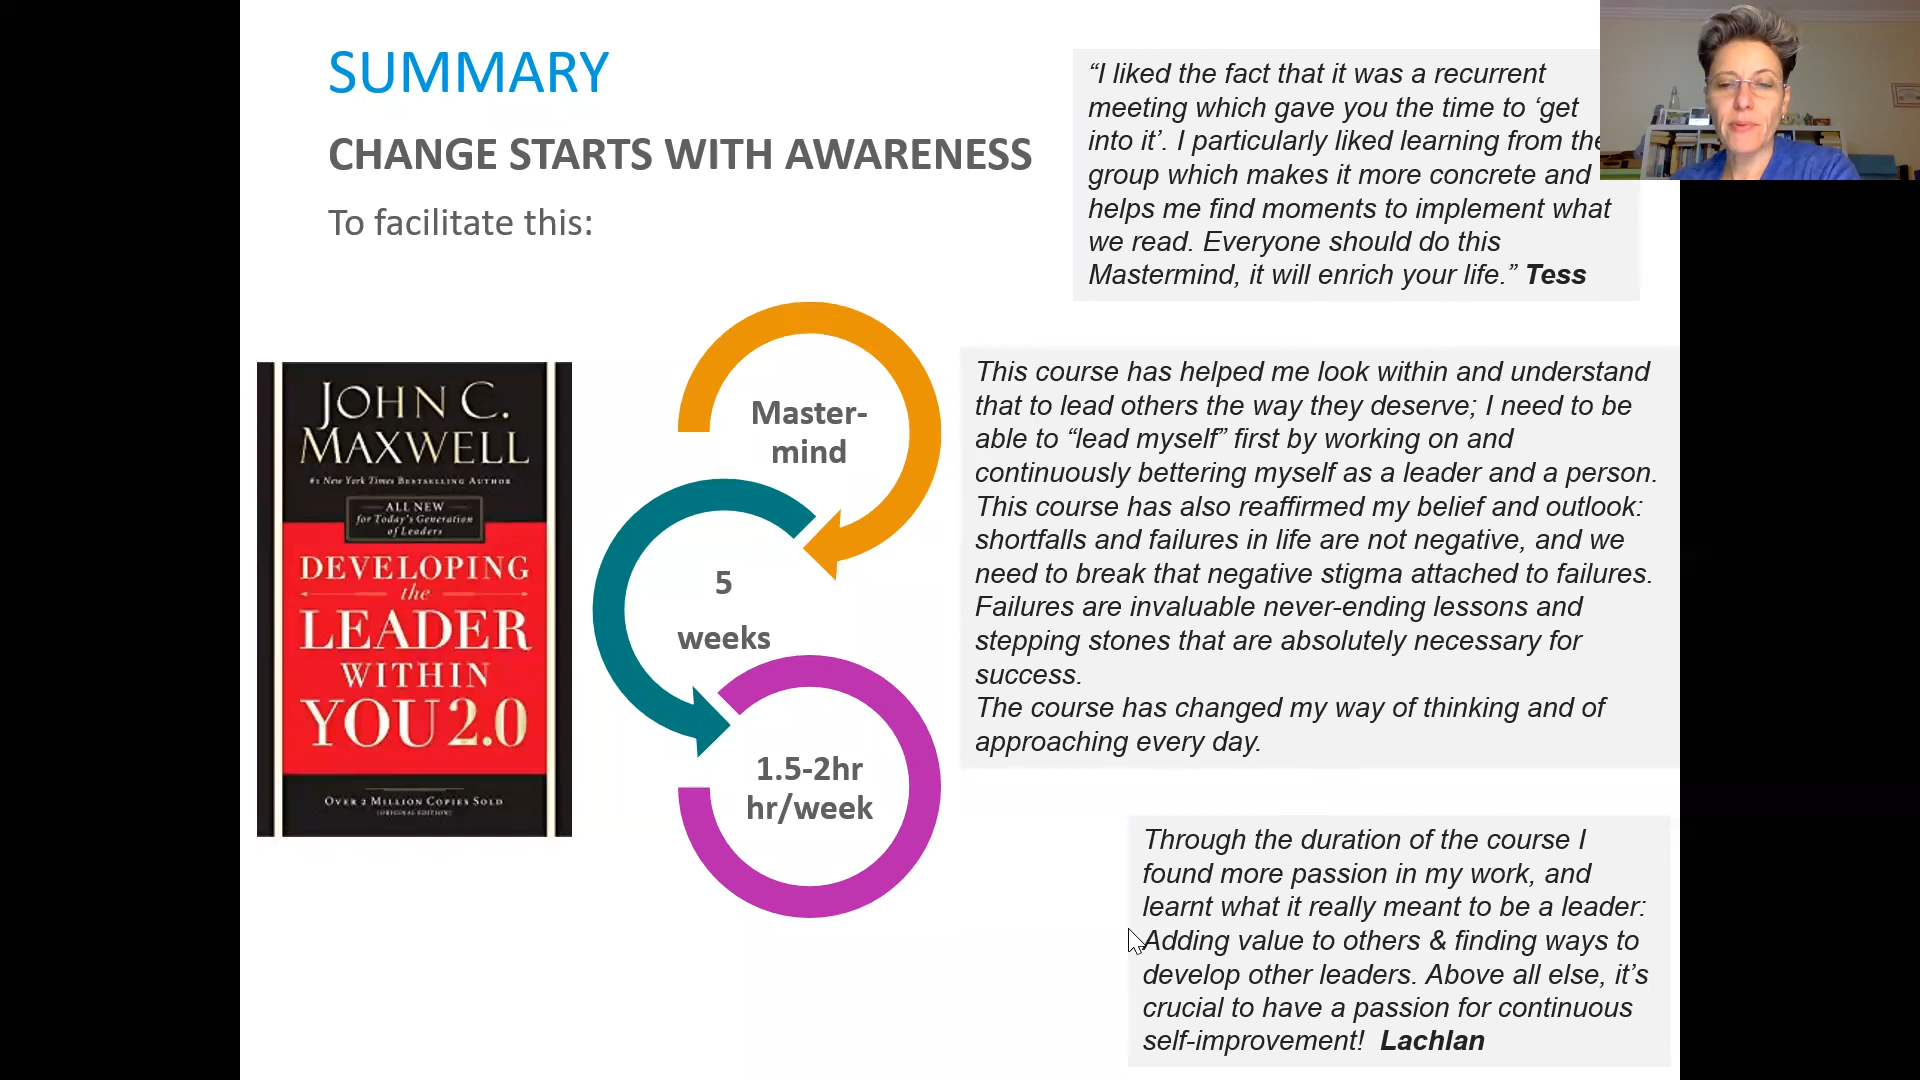 SUMMARY
CHANGE STARTS WITH AWARENESS
To facilitate this:
JOHN C.
MAXWELL
#1 New York Times BESTSELLING AUTHOR
ALL NEW
for Today's Generation
of Leaders
DEVELOPING
the
LEADER
WITHIN
YOU 2.0
OVER 2 MILLION COPIES SOLD
(ORIGINAL EDITION)
Master-
mind
5
weeks
1.5-2hr
hr/week
“I liked the fact that it was a recurrent
meeting which gave you the time to ‘get
into it’. I particularly liked learning from the
group which makes it more concrete and
helps me find moments to implement what
we read. Everyone should do this
Mastermind, it will enrich your life.” Tess
This course has helped me look within and understand
that to lead others the way they deserve; I need to be
able to “lead myself” first by working on and
continuously bettering myself as a leader and a person.
This course has also reaffirmed my belief and outlook:
shortfalls and failures in life are not negative, and we
need to break that negative stigma attached to failures.
Failures are invaluable never-ending lessons and
stepping stones that are absolutely necessary for
success.
The course has changed my way of thinking and of
approaching every day.
Through the duration of the course I
found more passion in my work, and
learnt what it really meant to be a leader:
Adding value to others & finding ways to
develop other leaders. Above all else, it’s
crucial to have a passion for continuous
self-improvement! Lachlan